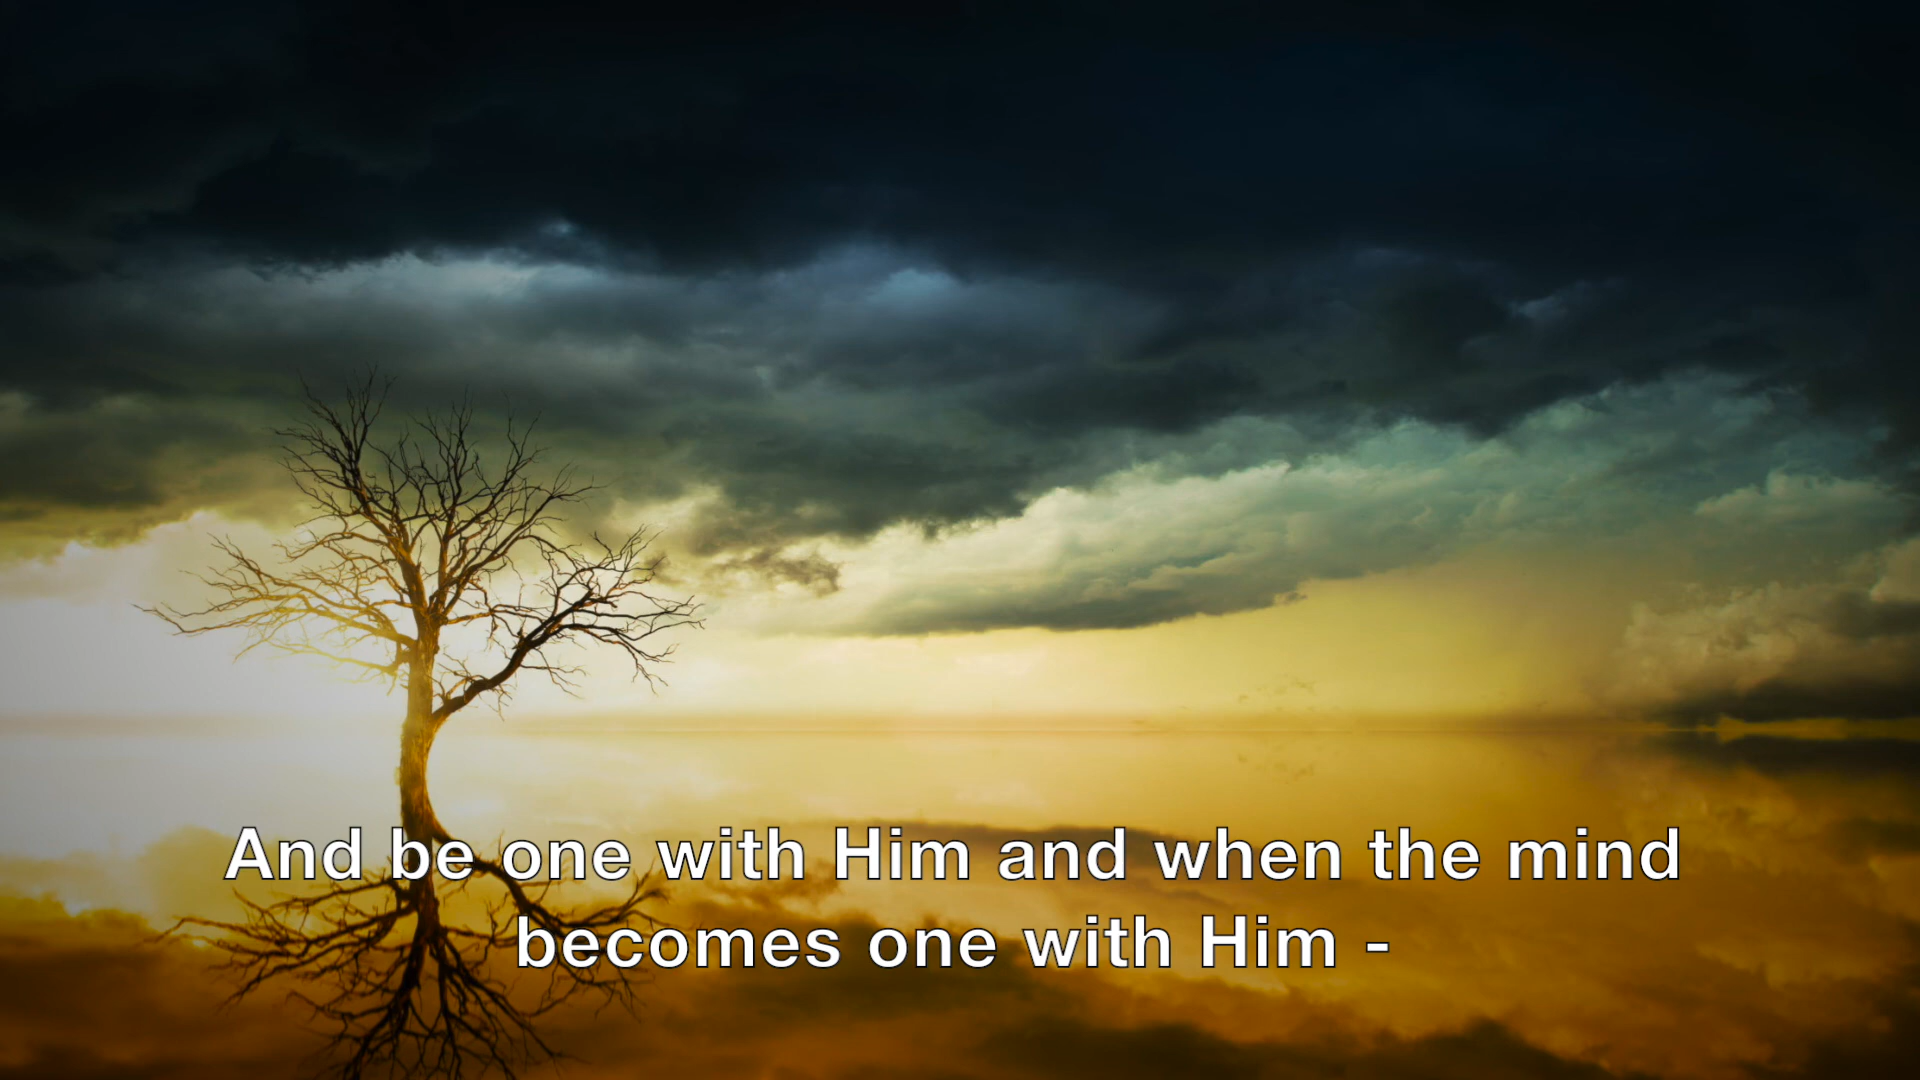 And be one with Him and when the mind
becomes one with Him -